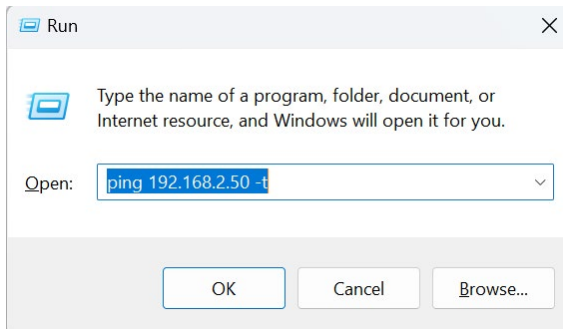 Run
Type the name of a program, folder, document, or
Internet resource, and Windows will open it for you.
Open: ping 192.168.2.50 -t
OK Cancel Browse...